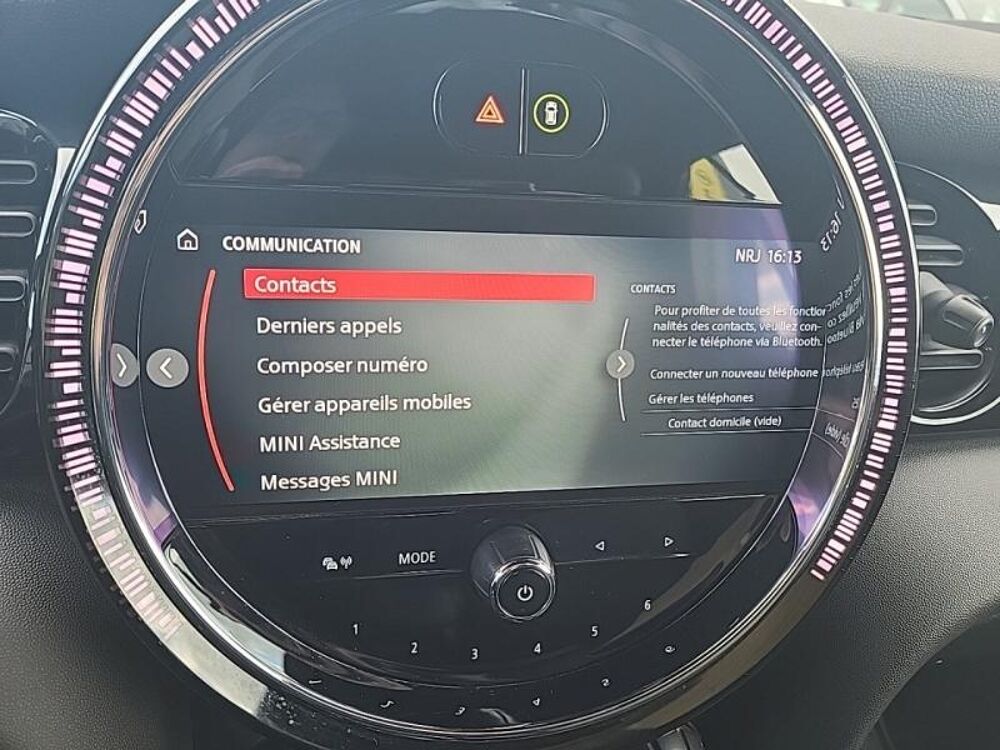 COMMUNICATION
NRJ 16:13
Contacts
Derniers appels
Composer numéro
Gérer appareils mobiles
MINI Assistance
Messages MINI
CONTACTS
Pour profiter de toutes les fonction-
nalités des contacts, veuillez con-
necter le téléphone via Bluetooth.
Connecter un nouveau téléphone
Gérer les téléphones
Contact domicile (vide)
MODE
1 2 3 4 5 6